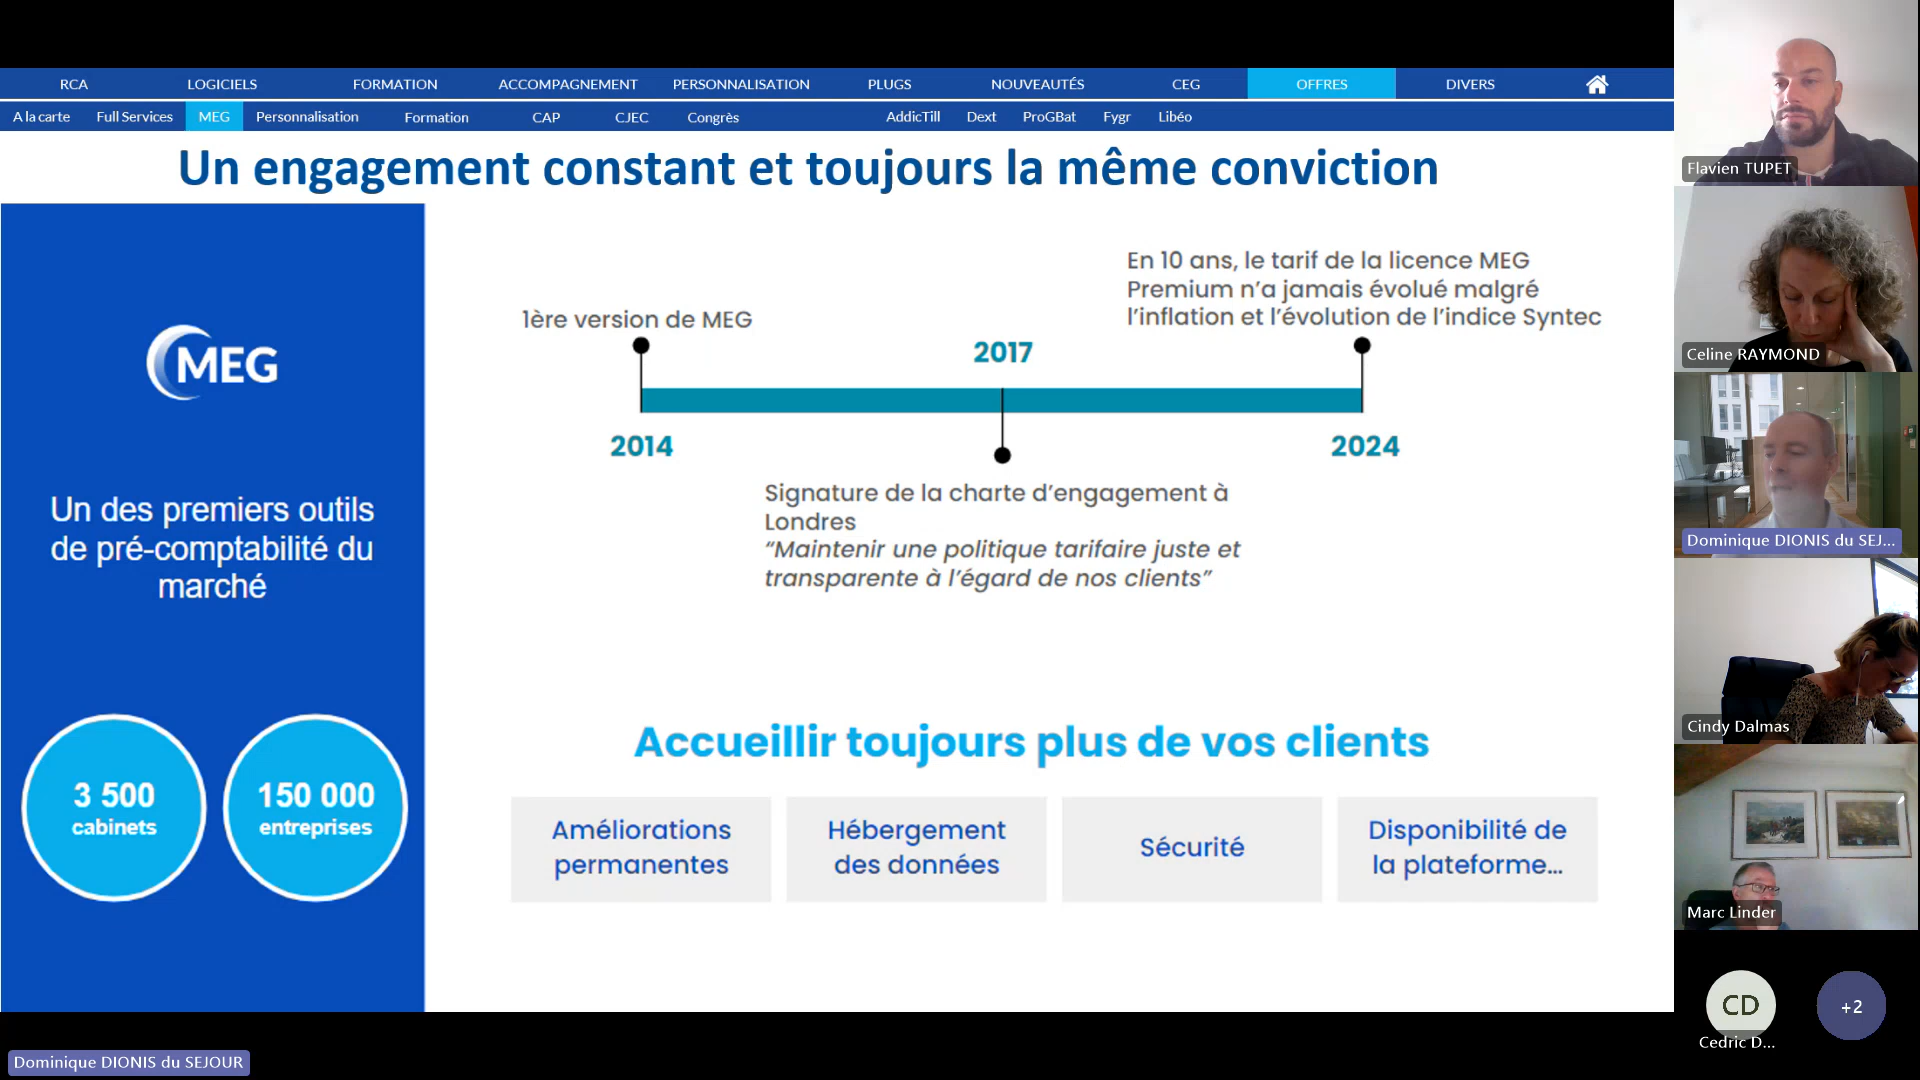 RCA LOGICIELS FORMATION ACCOMPAGNEMENT PERSONNALISATION PLUGS NOUVEAUTÉS CEG OFFRES DIVERS
A la carte Full Services MEG Personnalisation Formation CAP CJEC Congrès AddicTill Dext ProGBat Fygr Libéo
Un engagement constant et toujours la même conviction
MEG
Un des premiers outils
de pré-comptabilité du
marché
3 500
cabinets
150 000
entreprises
1ère version de MEG
2014
2017
Signature de la charte d’engagement à
Londres
“Maintenir une politique tarifaire juste et
transparente à l’égard de nos clients”
En 10 ans, le tarif de la licence MEG
Premium n’a jamais évolué malgré
l’inflation et l’évolution de l’indice Syntec
2024
Accueillir toujours plus de vos clients
Améliorations
permanentes
Hébergement
des données
Sécurité
Disponibilité de
la plateforme...
Flavien TUPET
Celine RAYMOND
Dominique DIONIS du SEJ...
Cindy Dalmas
Marc Linder
CD
Cedric D...
+2
Dominique DIONIS du SEJOUR